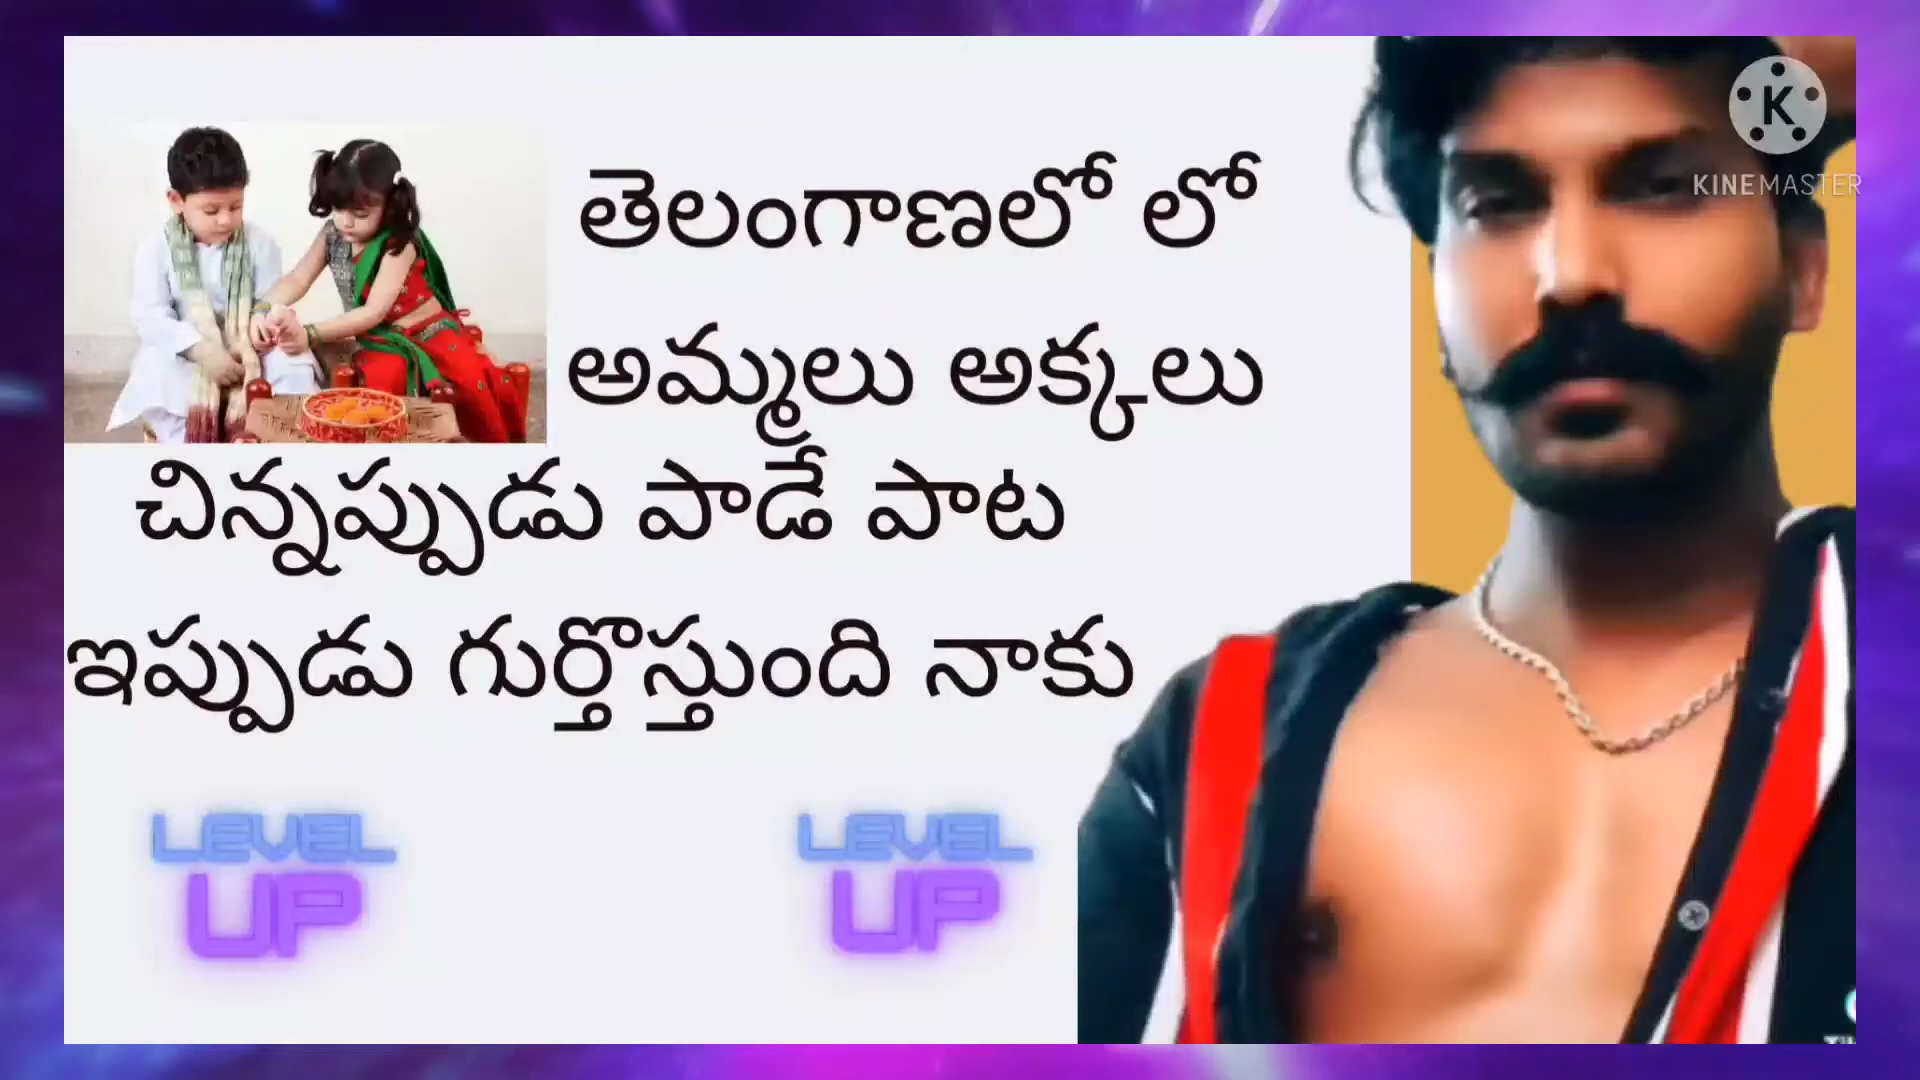 తెలంగాణలో లో
అమ్మలు అక్కలు
చిన్నప్పుడు పాడే పాట
ఇప్పుడు గుర్తొస్తుంది నాకు
LEVEL
UP
LEVEL
UP
K
KINEMASTER